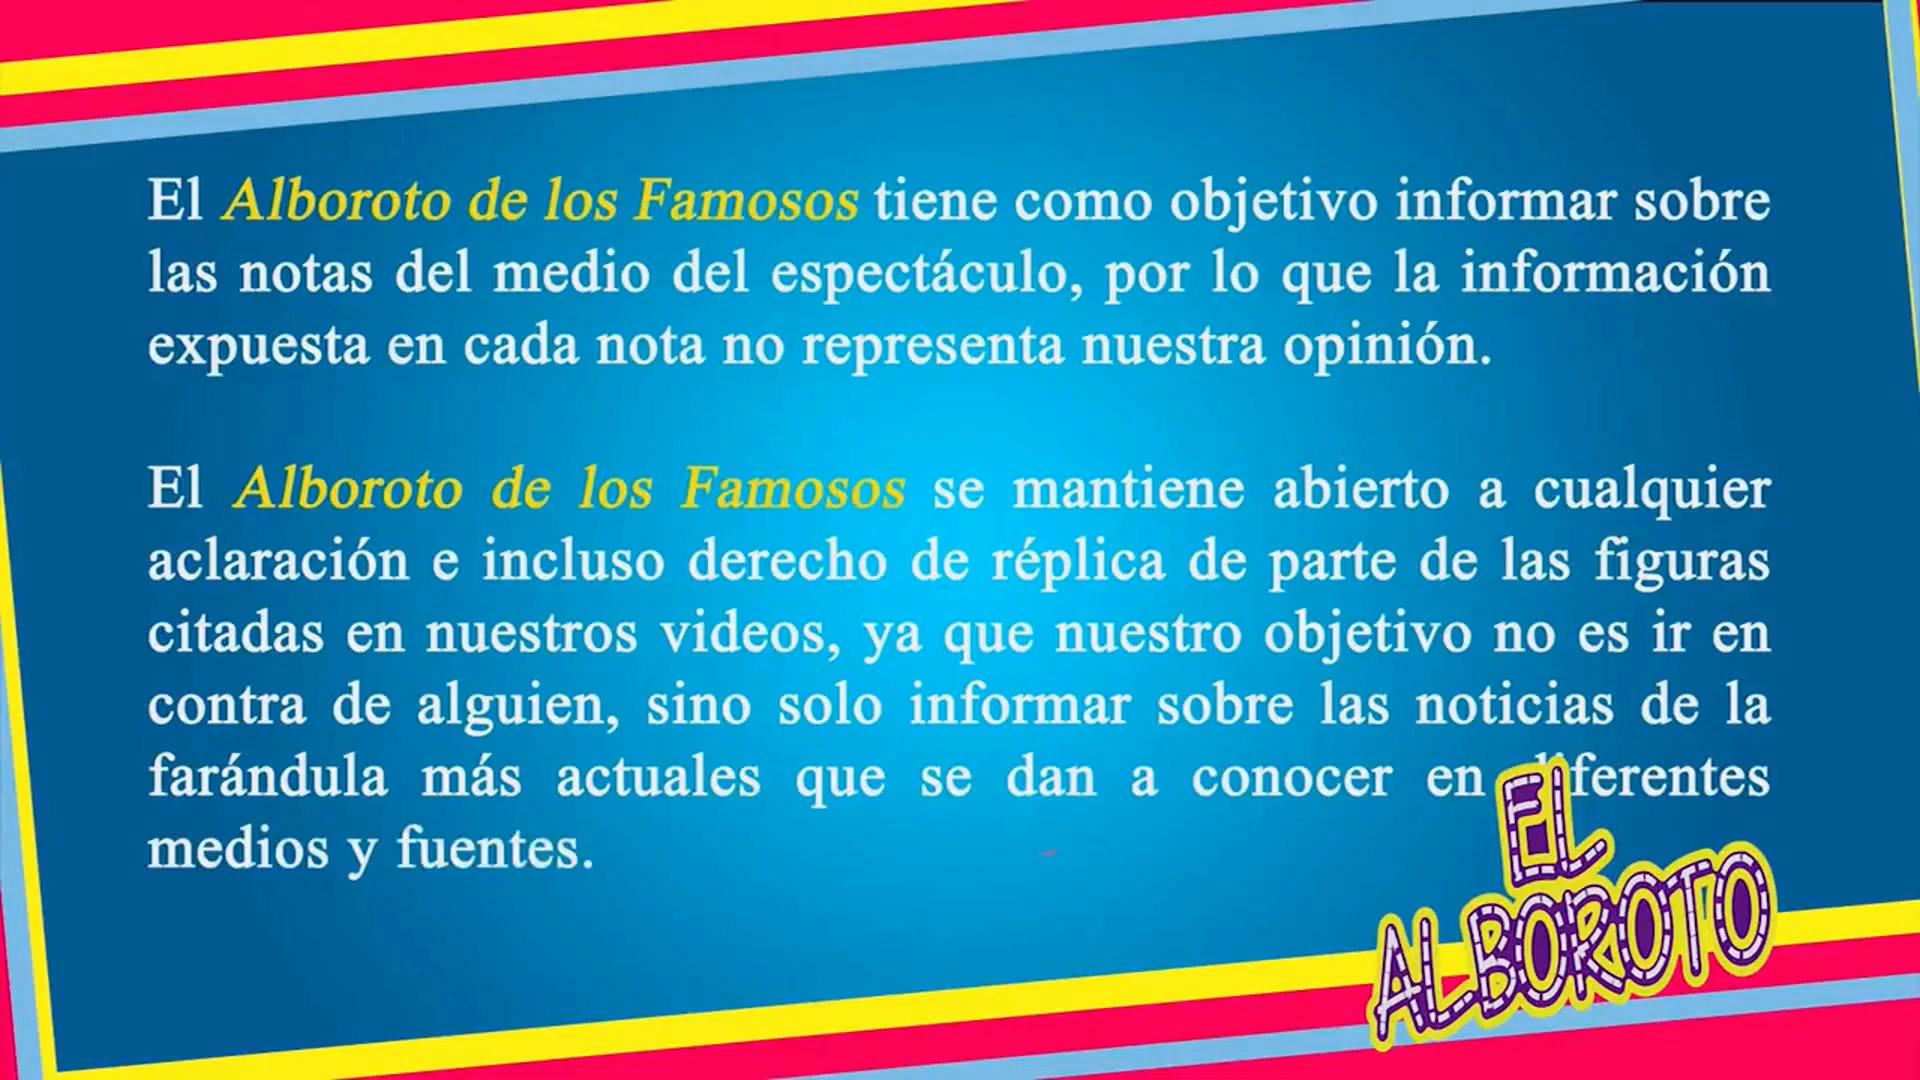 El Alboroto de los Famosos tiene como objetivo informar sobre
las notas del medio del espectáculo, por lo que la información
expuesta en cada nota no representa nuestra opinión.
El Alboroto de los Famosos se mantiene abierto a cualquier
aclaración e incluso derecho de réplica de parte de las figuras
citadas en nuestros videos, ya que nuestro objetivo no es ir en
contra de alguien, sino solo informar sobre las noticias de la
farándula más actuales que se dan a conocer en diferentes
medios y fuentes.
EL
ALBOROTO